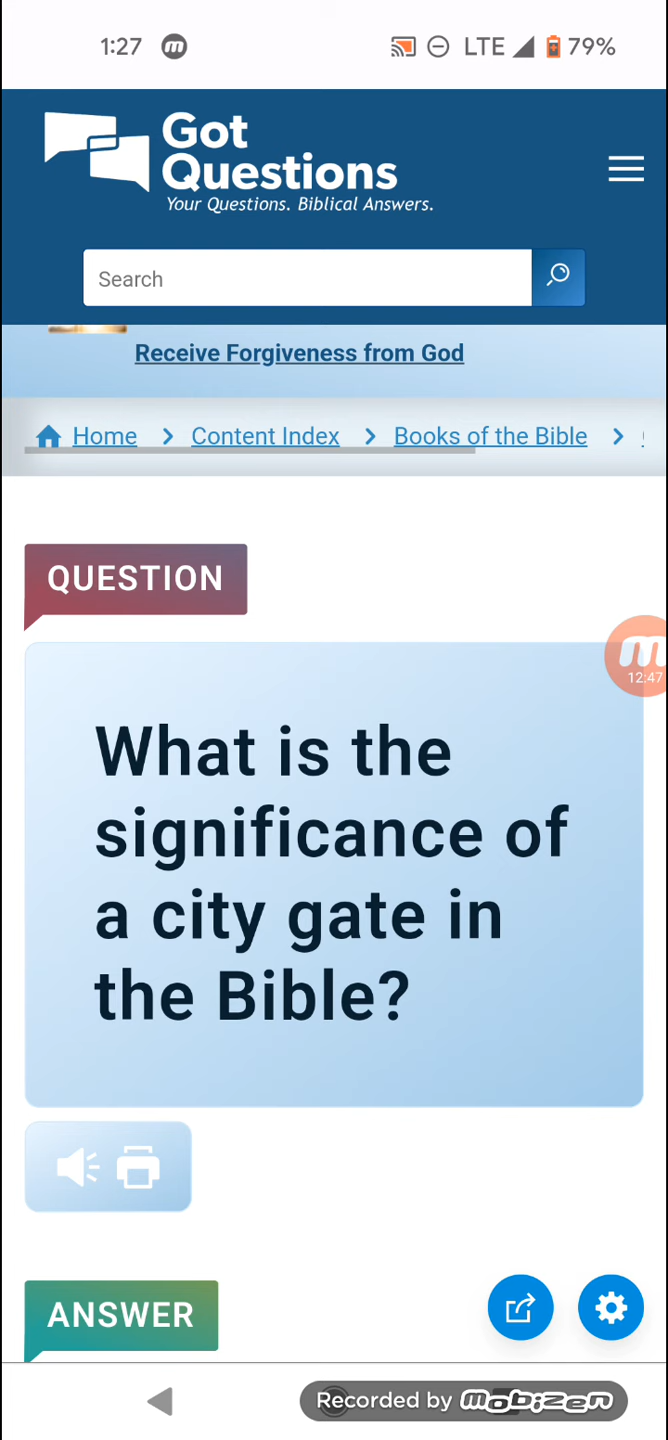 1:27 m LTE 79%
Got
Questions
Your Questions. Biblical Answers.
Search
Receive Forgiveness from God
Home Content Index Books of the Bible
QUESTION
m
12:47
What is the
significance of
a city gate in
the Bible?
ANSWER
Recorded by mobizen